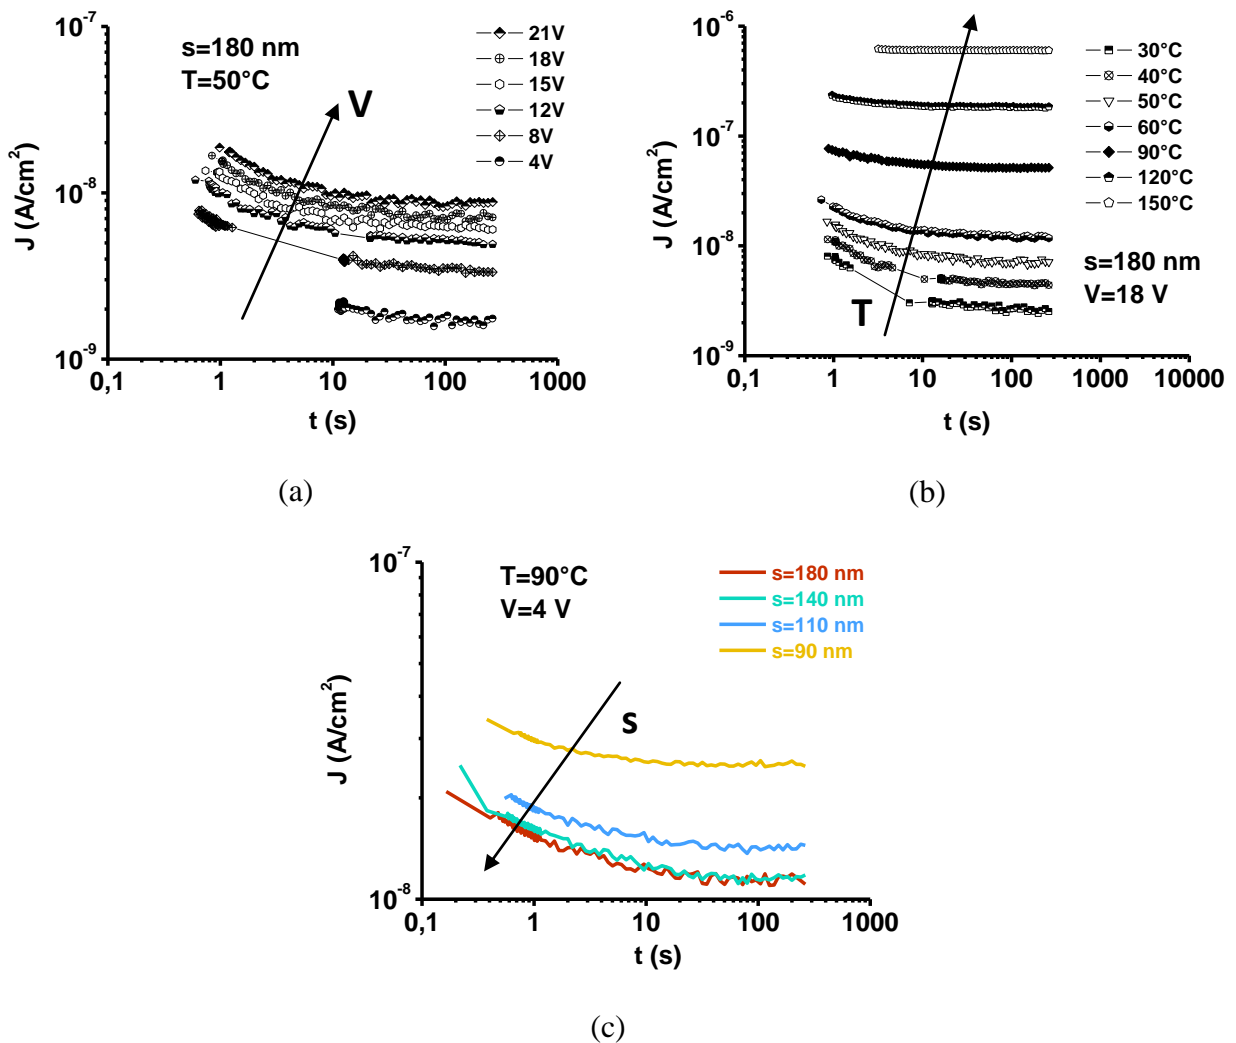 s=180 nm
T=50°C
21V
18V
15V
12V
8V
4V
V
10-7
10-8
10-9
J (A/cm2)
0,1 1 10 100 1000
t (s)
(a)
30°C
40°C
50°C
60°C
90°C
120°C
150°C
s=180 nm
V=18 V
T
10-6
10-7
10-8
10-9
J (A/cm2)
0,1 1 10 100 1000 10000
t (s)
(b)
T=90°C
V=4 V
s=180 nm
s=140 nm
s=110 nm
s=90 nm
s
10-7
10-8
J (A/cm2)
0,1 1 10 100 1000
t (s)
(c)